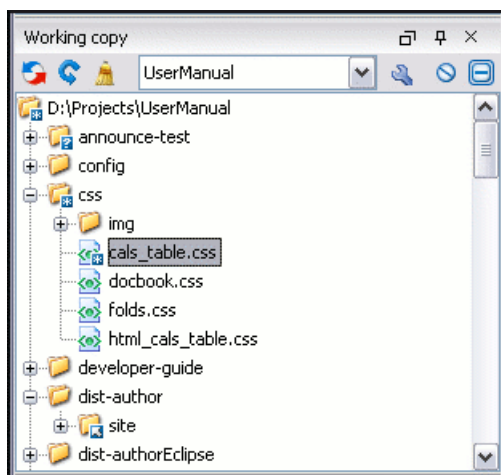 Working copy
UserManual
D:\Projects\UserManual
announce-test
config
css
img
cals_table.css
docbook.css
folds.css
html_cals_table.css
developer-guide
dist-author
site
dist-authorEclipse